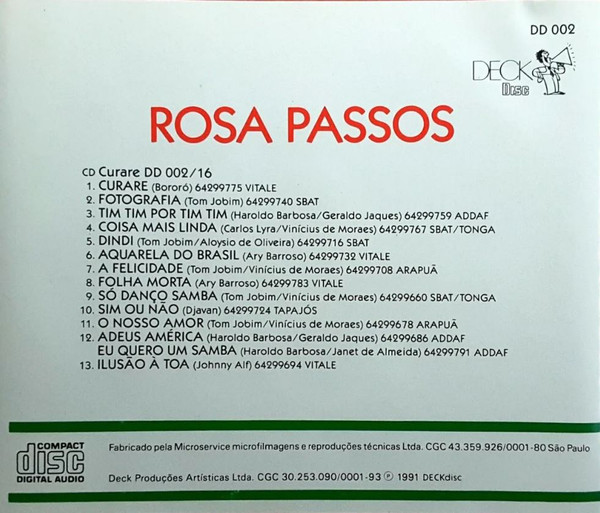 DD 002
DECK
Disc
ROSA PASSOS
CD Curare DD 002/16
1. CURARE (Bororó) 64299775 VITALE
2. FOTOGRAFIA (Tom Jobim) 64299740 SBAT
3. TIM TIM POR TIM TIM (Haroldo Barbosa/Geraldo Jaques) 64299759 ADDAF
4. COISA MAIS LINDA (Carlos Lyra/Vinícius de Moraes) 64299767 SBAT/TONGA
5. DINDI (Tom Jobim/Aloysio de Oliveira) 64299716 SBAT
6. AQUARELA DO BRASIL (Ary Barroso) 64299732 VITALE
7. A FELICIDADE (Tom Jobim/Vinícius de Moraes) 64299708 ARAPUÃ
8. FOLHA MORTA (Ary Barroso) 64299783 VITALE
9. SÓ DANÇO SAMBA (Tom Jobim/Vinícius de Moraes) 64299660 SBAT/TONGA
10. SIM OU NÃO (Djavan) 64299724 TAPAJÓS
11. O NOSSO AMOR (Tom Jobim/Vinícius de Moraes) 64299678 ARAPUÃ
12. ADEUS AMÉRICA (Haroldo Barbosa/Geraldo Jaques) 64299686 ADDAF
EU QUERO UM SAMBA (Haroldo Barbosa/Janet de Almeida) 64299791 ADDAF
13. ILUSÃO À TOA (Johnny Alf) 64299694 VITALE
COMPACT
disc
DIGITAL AUDIO
Fabricado pela Microservice microfilmagens e reproduções técnicas Ltda. CGC 43.359.926/0001-80 São Paulo
Deck Produções Artísticas Ltda. CGC 30.253.090/0001-93 ℗ 1991 DECKdisc